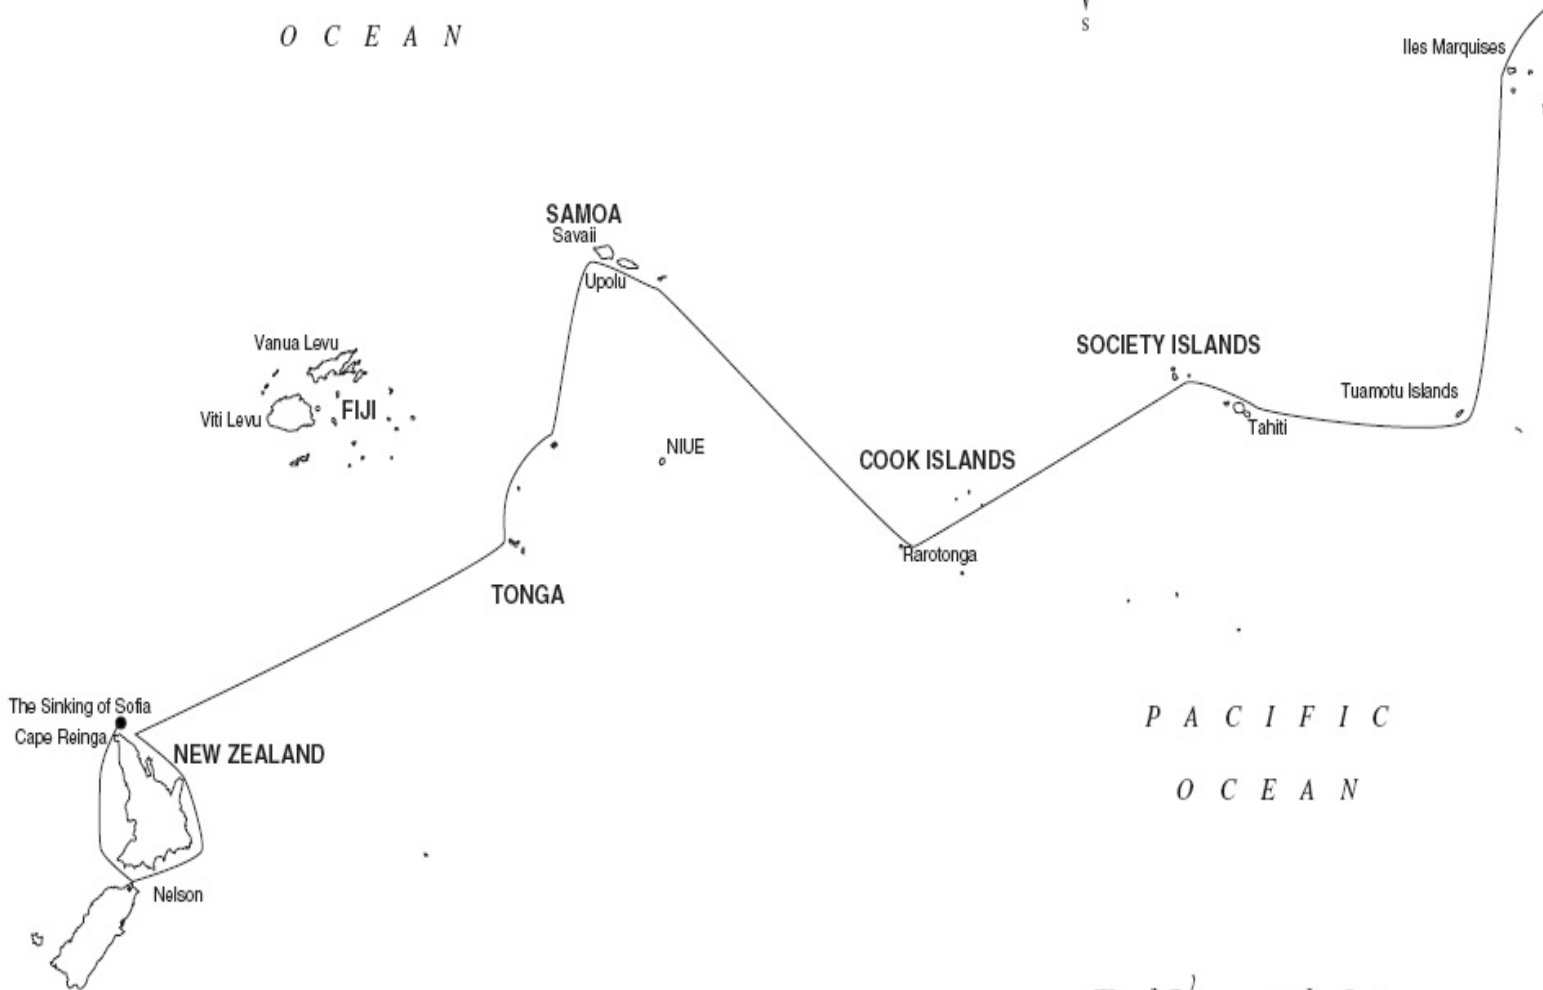 O C E A N
S
Iles Marquises
SAMOA
Savaii
Upolu
Vanua Levu
SOCIETY ISLANDS
Tuamotu Islands
Viti Levu
FIJI
Tahiti
NIUE
COOK ISLANDS
Rarotonga
TONGA
The Sinking of Sofia
Cape Reinga
NEW ZEALAND
P A C I F I C
O C E A N
Nelson